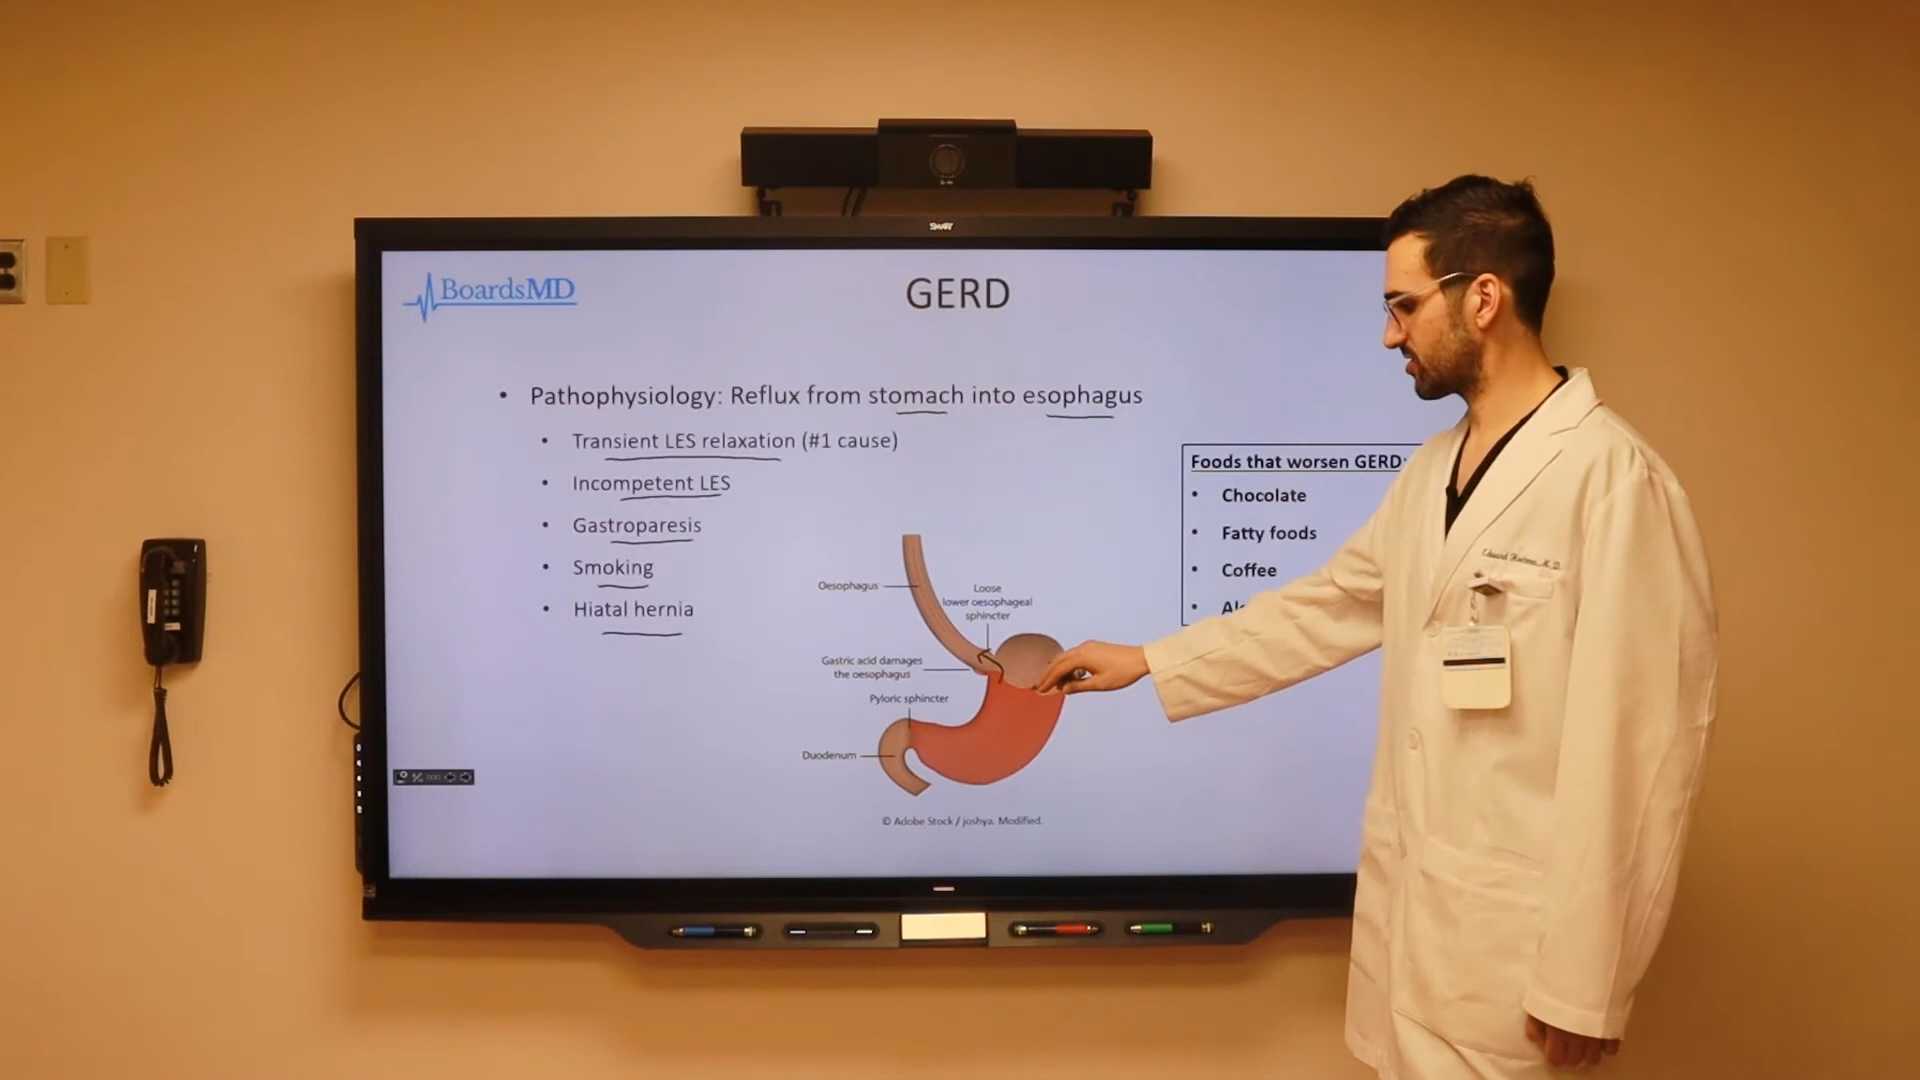 SMART
BoardsMD
GERD
• Pathophysiology: Reflux from stomach into esophagus
• Transient LES relaxation (#1 cause)
• Incompetent LES
• Gastroparesis
• Smoking
• Hiatal hernia
Foods that worsen GERD:
• Chocolate
• Fatty foods
• Coffee
Oesophagus
Loose
lower oesophageal
sphincter
Gastric acid damages
the oesophagus
Pyloric sphincter
Duodenum
© Adobe Stock / joshya. Modified.